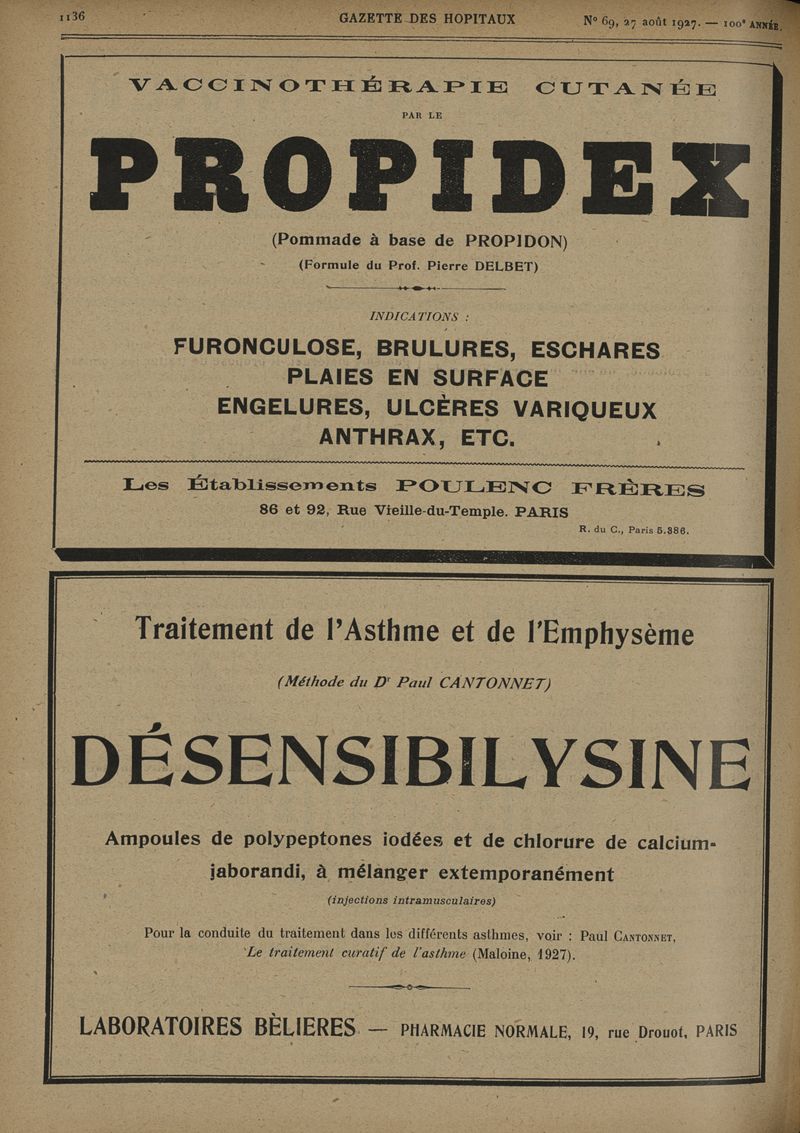 1136
GAZETTE DES HOPITAUX
N° 69, 27 août 1927. — 100e ANNÉE.
VACCINOTHÉRAPIE CUTANÉE
PAR LE
PROPIDEX
(Pommade à base de PROPIDON)
(Formule du Prof. Pierre DELBET)
INDICATIONS :
FURONCULOSE, BRULURES, ESCHARES
PLAIES EN SURFACE
ENGELURES, ULCÈRES VARIQUEUX
ANTHRAX, ETC.
Les Établissements POULENC FRÈRES
86 et 92, Rue Vieille-du-Temple. PARIS
R. du C., Paris 5.386.
Traitement de l'Asthme et de l'Emphysème
(Méthode du Dr Paul CANTONNET)
DÉSENSIBILYSINE
Ampoules de polypeptones iodées et de chlorure de calcium-
jaborandi, à mélanger extemporanément
(injections intramusculaires)
Pour la conduite du traitement dans les différents asthmes, voir : Paul CANTONNET,
Le traitement curatif de l'asthme (Maloine, 1927).
LABORATOIRES BÈLIERES — PHARMACIE NORMALE, 19, rue Drouot, PARIS